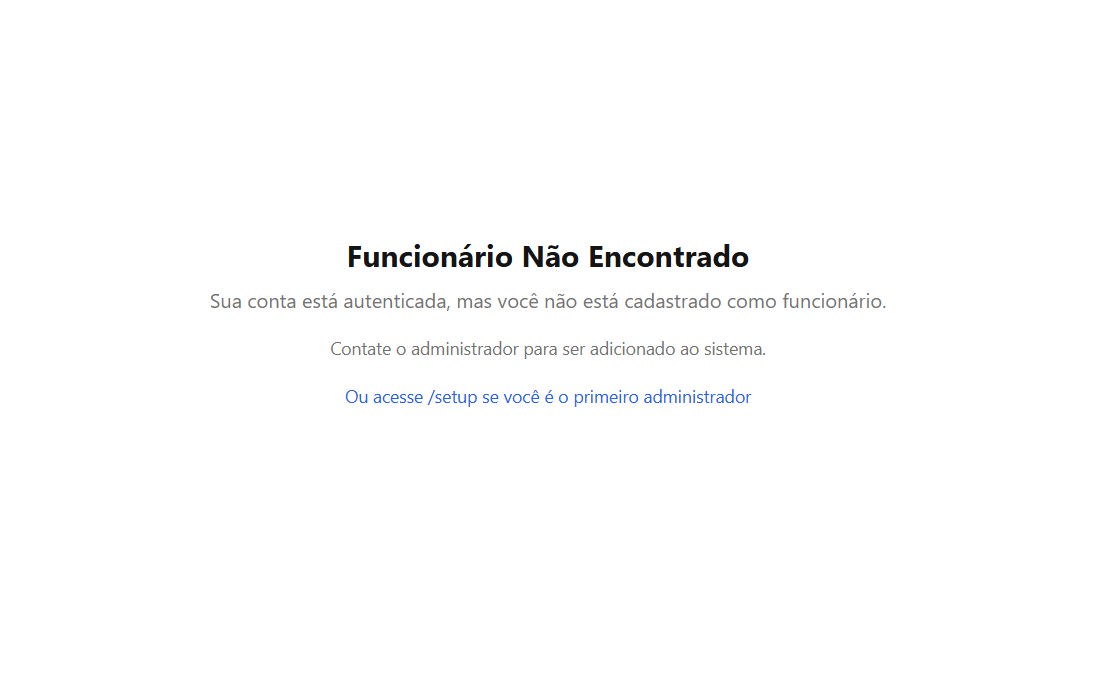 Funcionário Não Encontrado
Sua conta está autenticada, mas você não está cadastrado como funcionário.
Contate o administrador para ser adicionado ao sistema.
Ou acesse /setup se você é o primeiro administrador